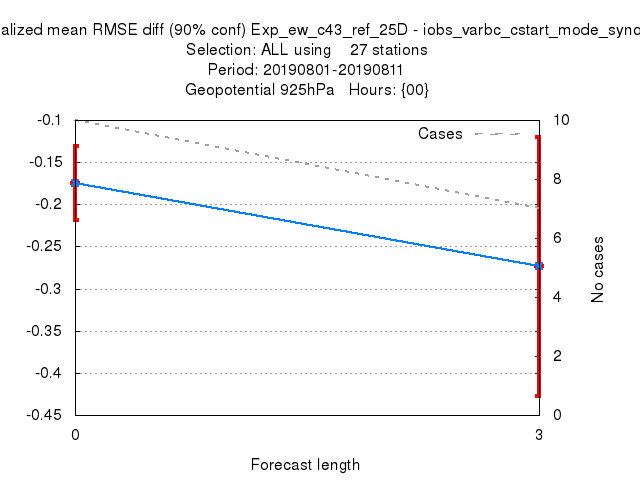 alized mean RMSE diff (90% conf) Exp_ew_c43_ref_25D - iobs_varbc_cstart_mode_syno
Selection: ALL using 27 stations
Period: 20190801-20190811
Geopotential 925hPa Hours: {00}
Cases
-0.1
-0.15
-0.2
-0.25
-0.3
-0.35
-0.4
-0.45
10
8
6
4
2
0
No cases
0 3
Forecast length